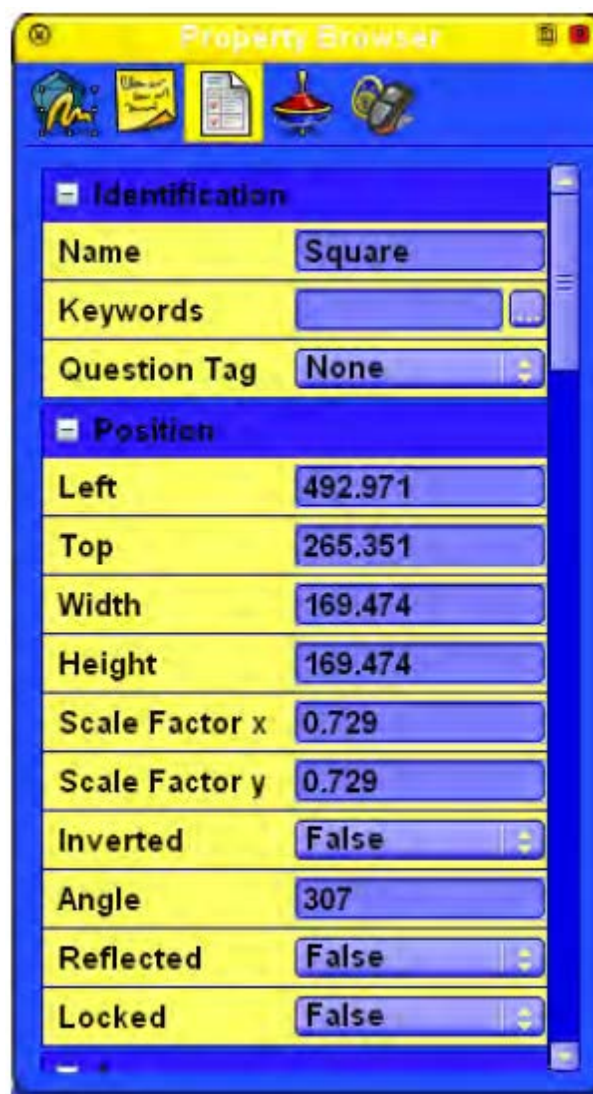 Property Browser
Identification
Name Square
Keywords ...
Question Tag None
Position
Left 492.971
Top 265.351
Width 169.474
Height 169.474
Scale Factor x 0.729
Scale Factor y 0.729
Inverted False
Angle 307
Reflected False
Locked False